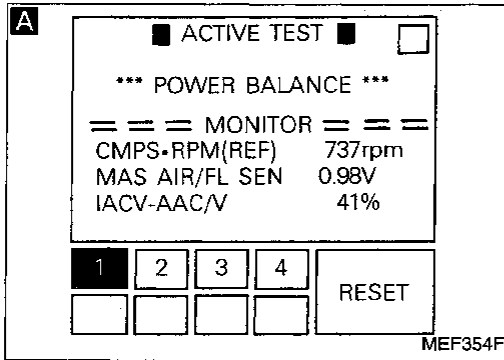 A
■ ACTIVE TEST ■
*** POWER BALANCE ***
= = = MONITOR = = =
CMPS•RPM(REF) 737rpm
MAS AIR/FL SEN 0.98V
IACV-AAC/V 41%
1 2 3 4
RESET
MEF354F